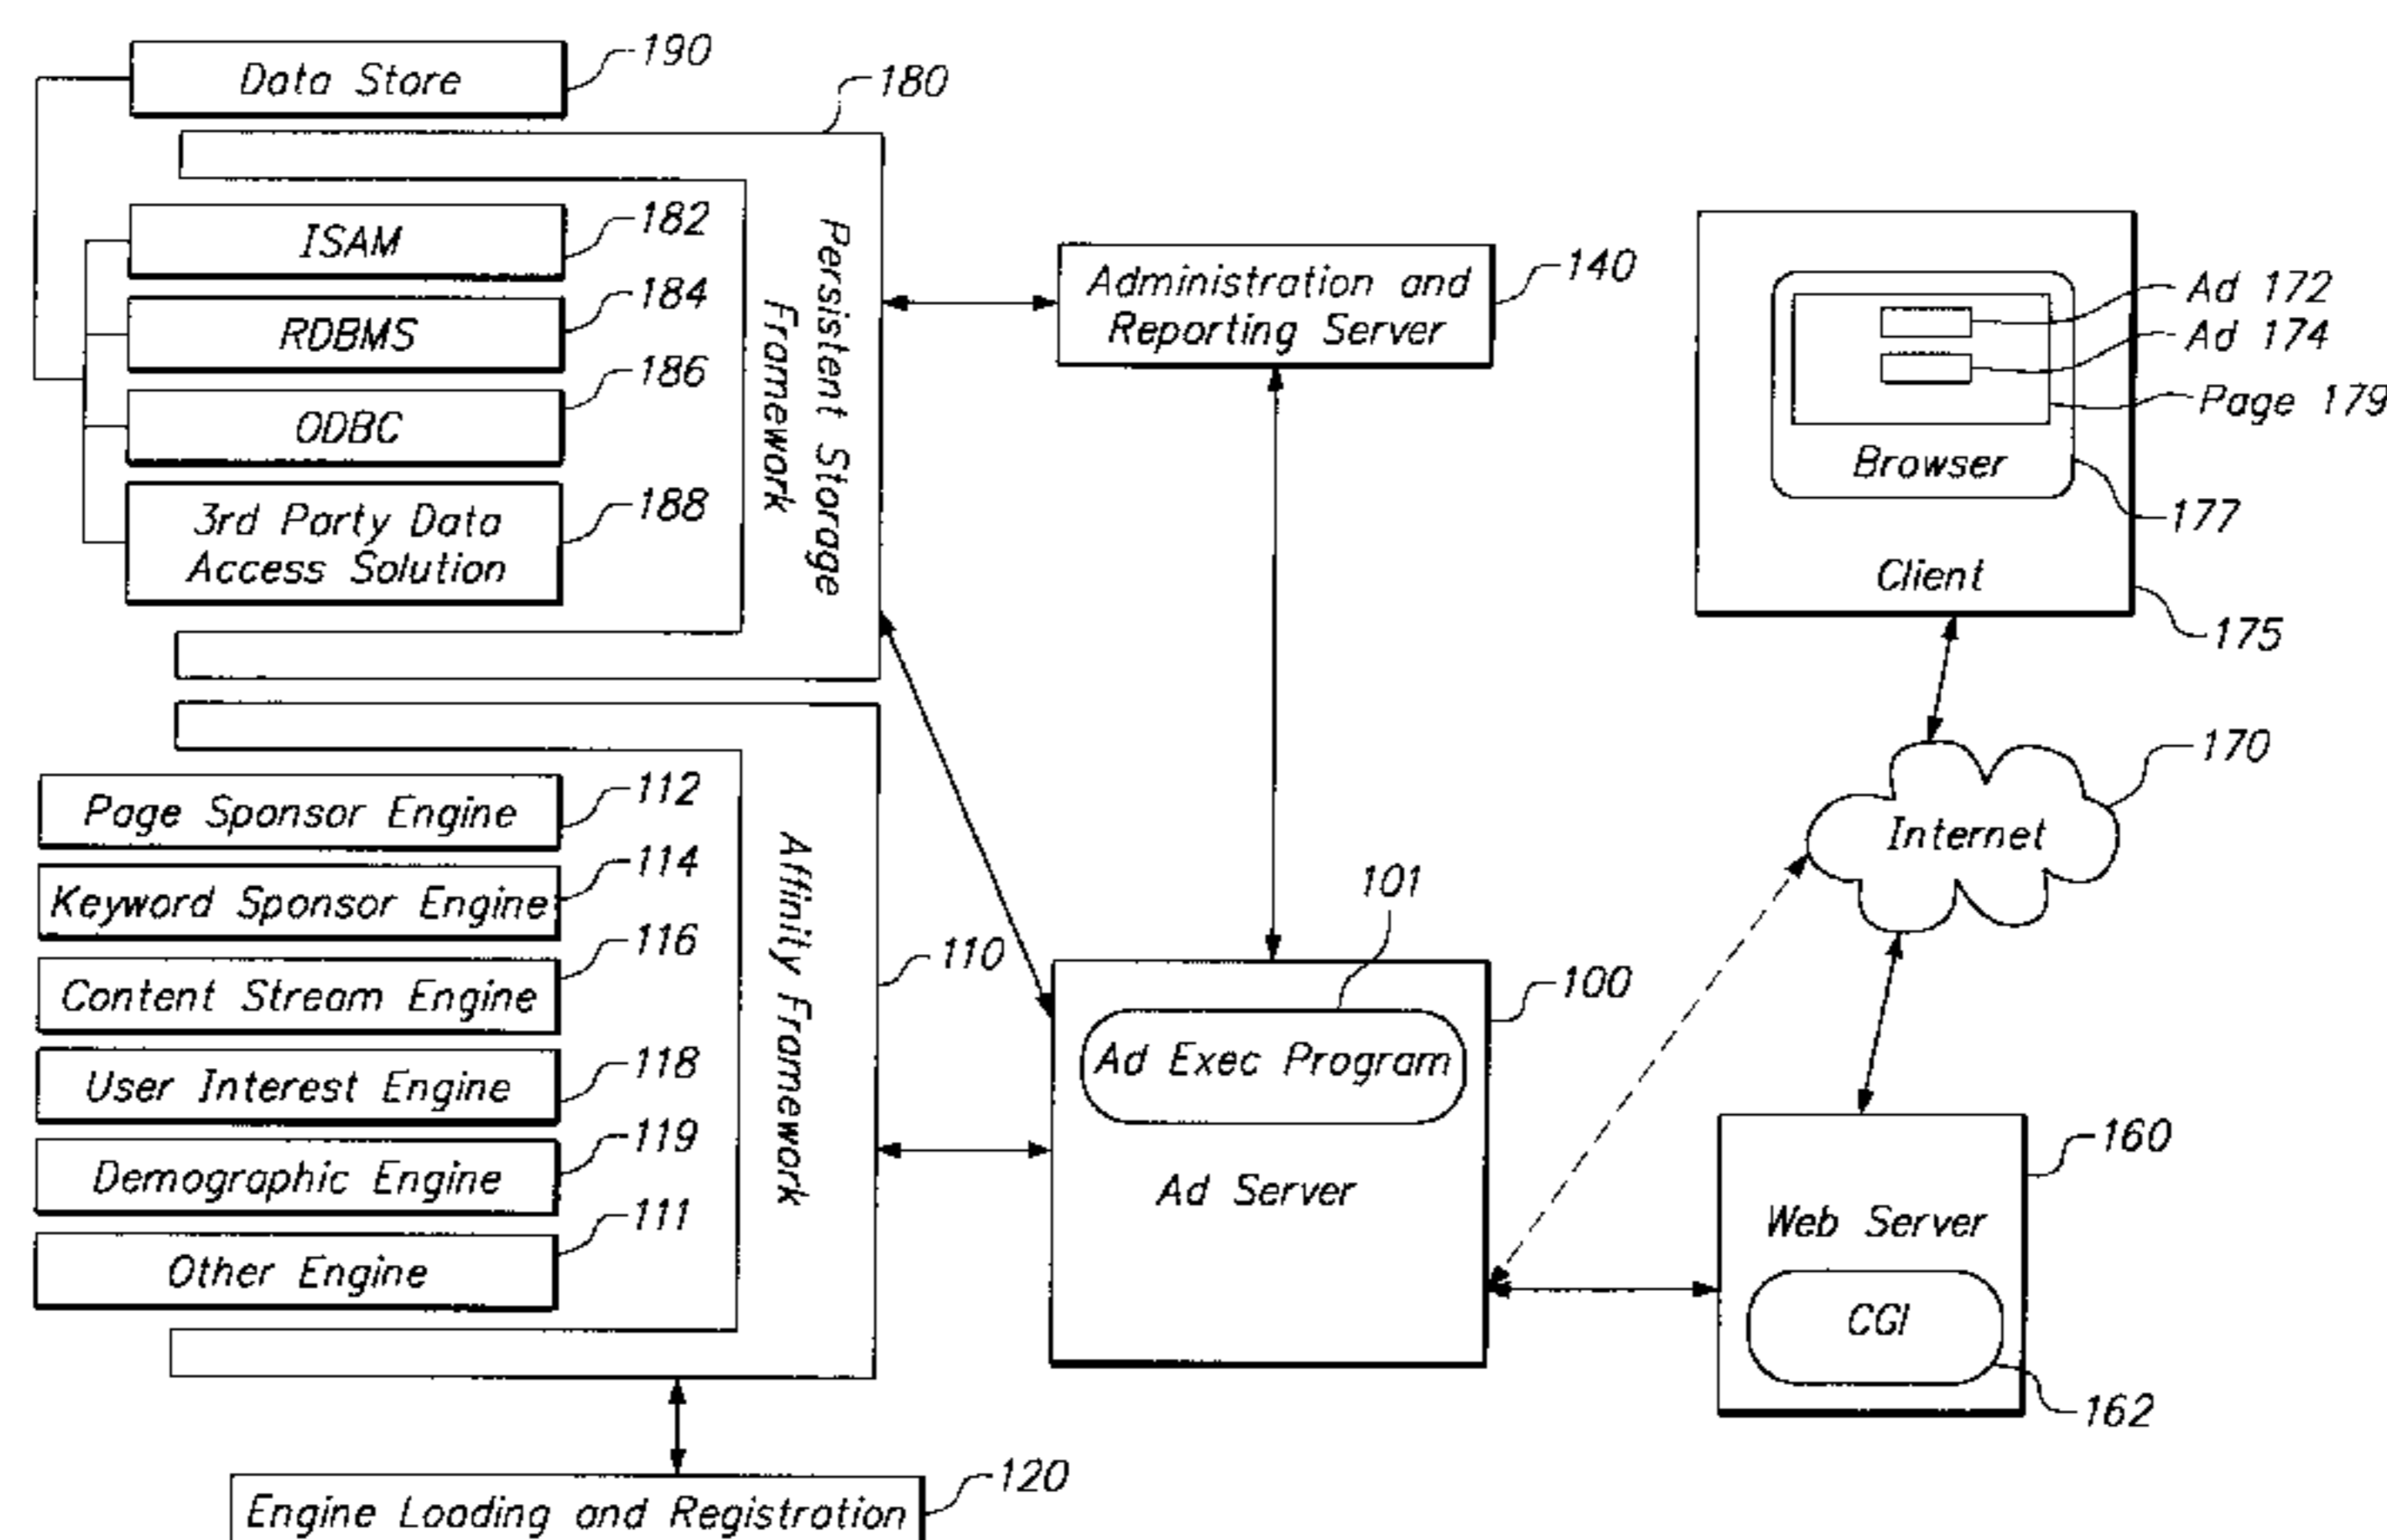 Data Store
190
180
ISAM
182
RDBMS
184
ODBC
186
3rd Party Data
Access Solution
188
Persistent Storage
Framework
Administration and
Reporting Server
140
Ad 172
Ad 174
Page 179
Browser
177
Client
175
Internet
170
Page Sponsor Engine
112
Keyword Sponsor Engine
114
Content Stream Engine
116
User Interest Engine
118
Demographic Engine
119
Other Engine
111
Affinity Framework
110
101
Ad Exec Program
100
Ad Server
160
Web Server
CGI
162
Engine Loading and Registration
120